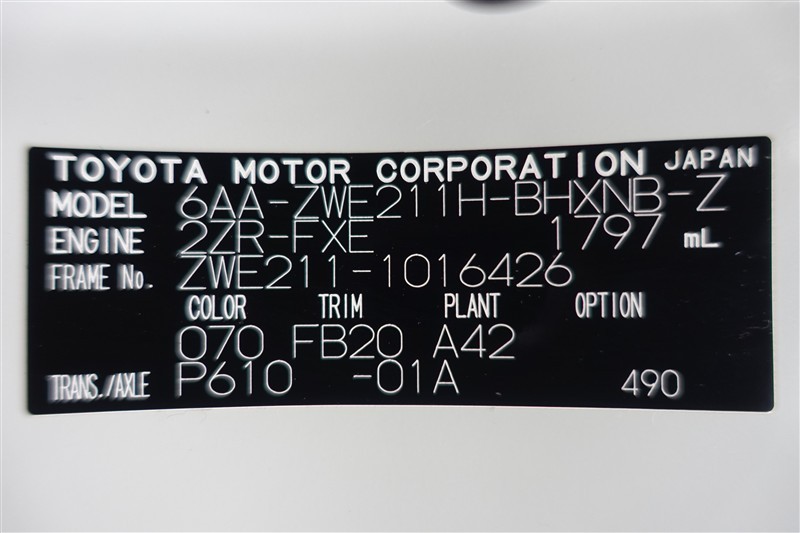 TOYOTA MOTOR CORPORATION JAPAN
MODEL 6AA-ZWE211H-BHXNB-Z
ENGINE 2ZR-FXE 1797 mL
FRAME No. ZWE211-1016426
COLOR TRIM PLANT OPTION
070 FB20 A42
TRANS./AXLE P610 -01A 490